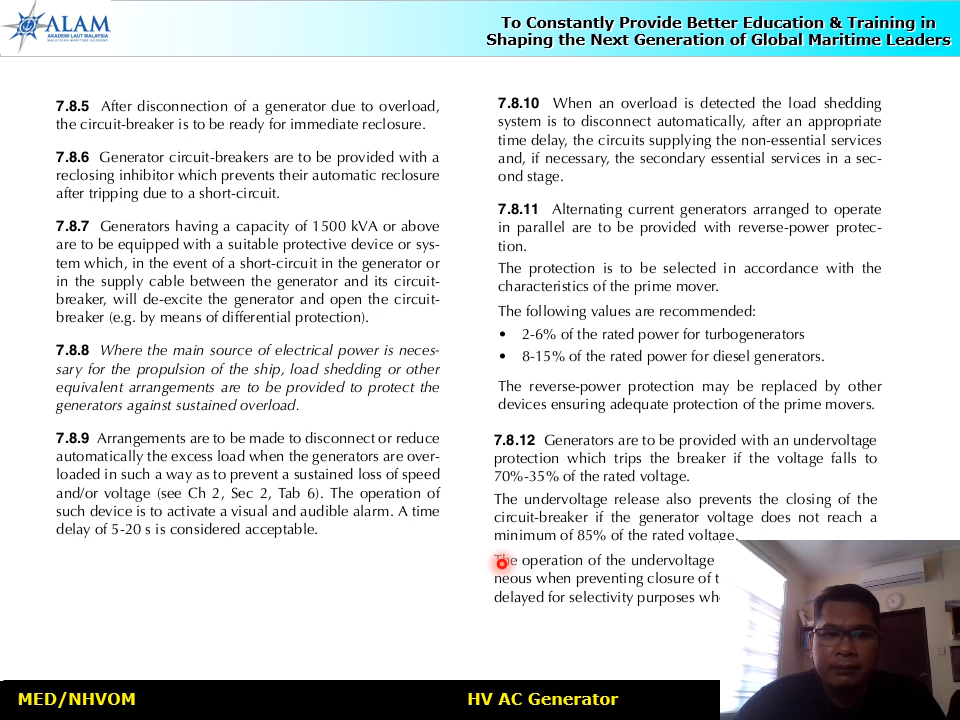 ALAM
AKADEMI LAUT MALAYSIA
MALAYSIAN MARITIME ACADEMY
To Constantly Provide Better Education & Training in
Shaping the Next Generation of Global Maritime Leaders
7.8.5 After disconnection of a generator due to overload,
the circuit-breaker is to be ready for immediate reclosure.
7.8.6 Generator circuit-breakers are to be provided with a
reclosing inhibitor which prevents their automatic reclosure
after tripping due to a short-circuit.
7.8.7 Generators having a capacity of 1500 kVA or above
are to be equipped with a suitable protective device or sys-
tem which, in the event of a short-circuit in the generator or
in the supply cable between the generator and its circuit-
breaker, will de-excite the generator and open the circuit-
breaker (e.g. by means of differential protection).
7.8.8 Where the main source of electrical power is neces-
sary for the propulsion of the ship, load shedding or other
equivalent arrangements are to be provided to protect the
generators against sustained overload.
7.8.9 Arrangements are to be made to disconnect or reduce
automatically the excess load when the generators are over-
loaded in such a way as to prevent a sustained loss of speed
and/or voltage (see Ch 2, Sec 2, Tab 6). The operation of
such device is to activate a visual and audible alarm. A time
delay of 5-20 s is considered acceptable.
7.8.10 When an overload is detected the load shedding
system is to disconnect automatically, after an appropriate
time delay, the circuits supplying the non-essential services
and, if necessary, the secondary essential services in a sec-
ond stage.
7.8.11 Alternating current generators arranged to operate
in parallel are to be provided with reverse-power protec-
tion.
The protection is to be selected in accordance with the
characteristics of the prime mover.
The following values are recommended:
• 2-6% of the rated power for turbogenerators
• 8-15% of the rated power for diesel generators.
The reverse-power protection may be replaced by other
devices ensuring adequate protection of the prime movers.
7.8.12 Generators are to be provided with an undervoltage
protection which trips the breaker if the voltage falls to
70%-35% of the rated voltage.
The undervoltage release also prevents the closing of the
circuit-breaker if the generator voltage does not reach a
minimum of 85% of the rated voltage.
The operation of the undervoltage
neous when preventing closure of t
delayed for selectivity purposes whe
MED/NHVOM
HV AC Generator